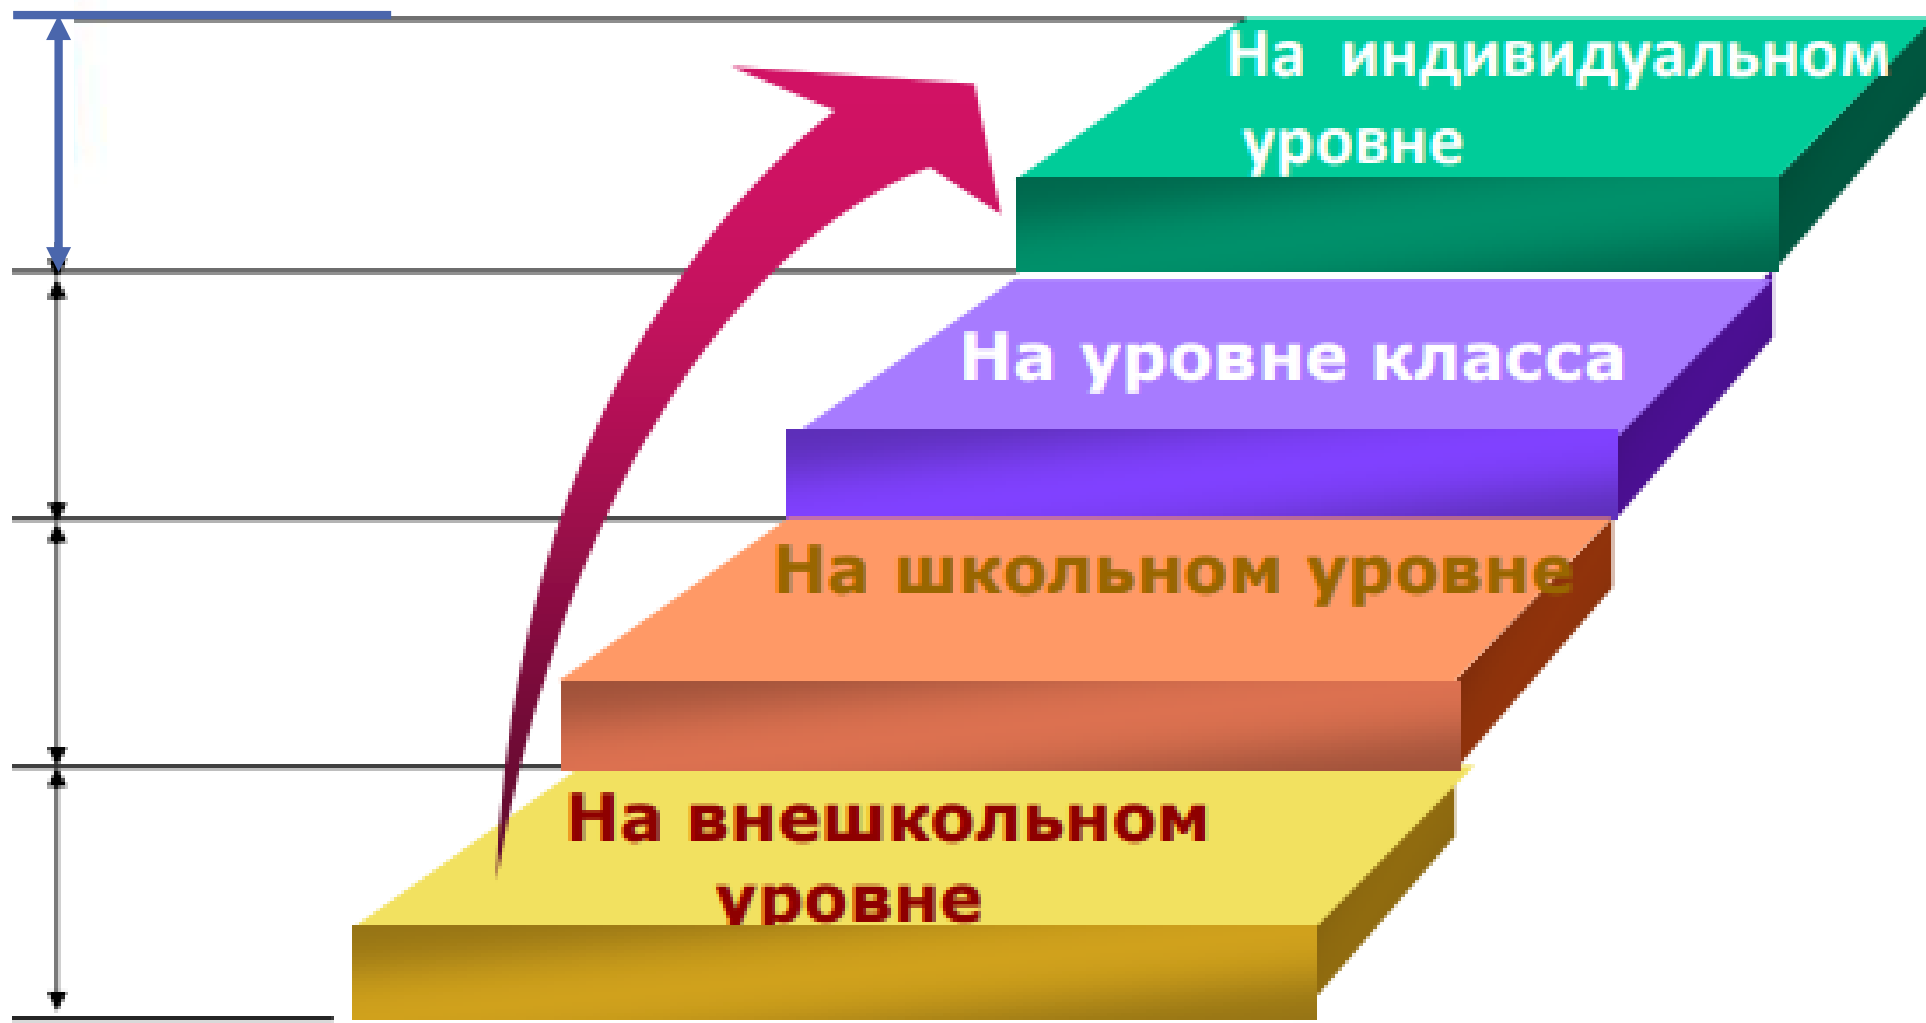 На индивидуальном
уровне
На уровне класса
На школьном уровне
На внешкольном
уровне